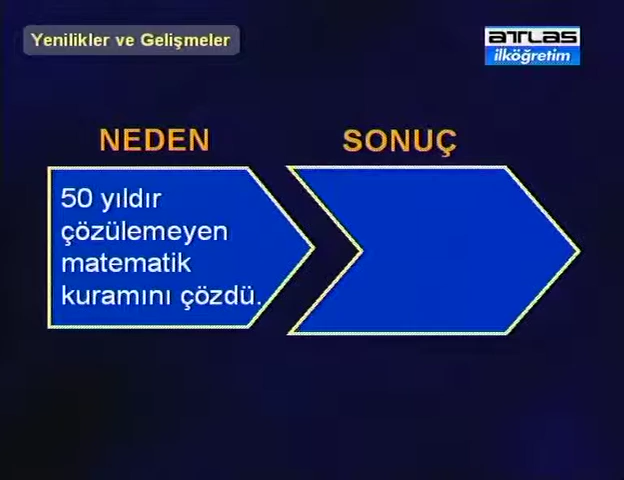 Yenilikler ve Gelişmeler
ATLAS
ilköğretim
NEDEN
SONUÇ
50 yıldır
çözülemeyen
matematik
kuramını çözdü.